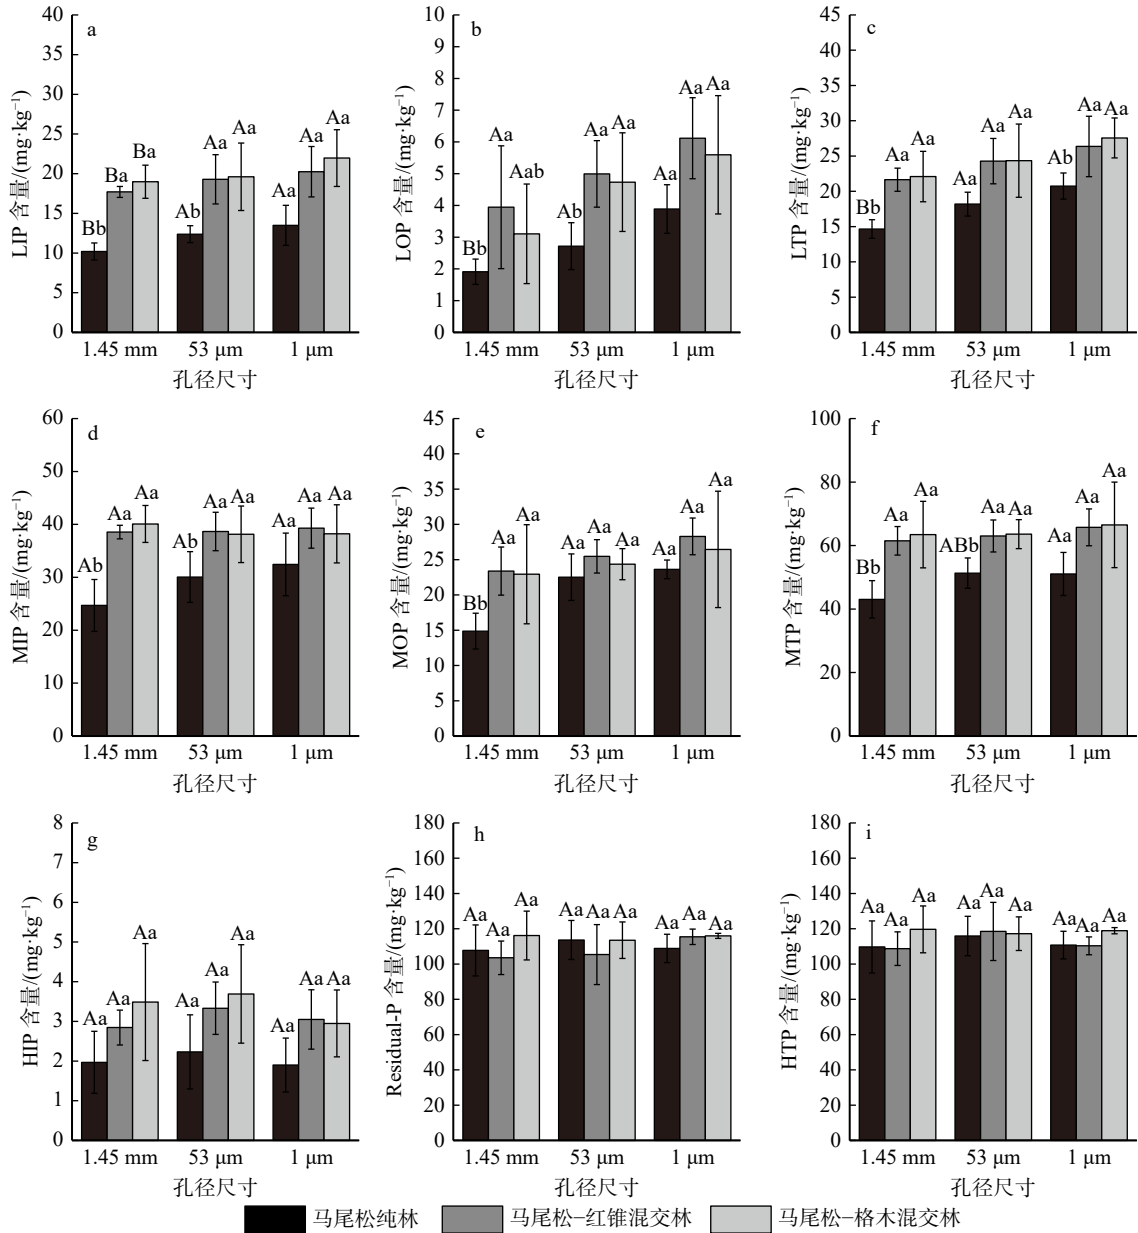 a
LIP 含量/(mg·kg⁻¹)
40
35
30
25
20
15
10
5
0
Bb Ba Ba
Ab Aa Aa
Aa Aa Aa
1.45 mm 53 μm 1 μm
孔径尺寸
b
LOP 含量/(mg·kg⁻¹)
10
9
8
7
6
5
4
3
2
1
0
Bb Aa Aab
Ab Aa Aa
Aa Aa Aa
1.45 mm 53 μm 1 μm
孔径尺寸
c
LTP 含量/(mg·kg⁻¹)
45
40
35
30
25
20
15
10
5
0
Bb Aa Aa
Aa Aa Aa
Ab Aa Aa
1.45 mm 53 μm 1 μm
孔径尺寸
d
MIP 含量/(mg·kg⁻¹)
60
50
40
30
20
10
0
Ab Aa Aa
Ab Aa Aa
Aa Aa Aa
1.45 mm 53 μm 1 μm
孔径尺寸
e
MOP 含量/(mg·kg⁻¹)
45
40
35
30
25
20
15
10
5
0
Bb Aa Aa
Aa Aa Aa
Aa Aa Aa
1.45 mm 53 μm 1 μm
孔径尺寸
f
MTP 含量/(mg·kg⁻¹)
100
80
60
40
20
0
Bb Aa Aa
ABb Aa Aa
Aa Aa Aa
1.45 mm 53 μm 1 μm
孔径尺寸
g
HIP 含量/(mg·kg⁻¹)
8
7
6
5
4
3
2
1
0
Aa Aa Aa
Aa Aa Aa
Aa Aa Aa
1.45 mm 53 μm 1 μm
孔径尺寸
h
Residual-P 含量/(mg·kg⁻¹)
180
160
140
120
100
80
60
40
20
0
Aa Aa Aa
Aa Aa Aa
Aa Aa Aa
1.45 mm 53 μm 1 μm
孔径尺寸
i
HTP 含量/(mg·kg⁻¹)
180
160
140
120
100
80
60
40
20
0
Aa Aa Aa
Aa Aa Aa
Aa Aa Aa
1.45 mm 53 μm 1 μm
孔径尺寸
马尾松纯林 马尾松–红锥混交林 马尾松–格木混交林